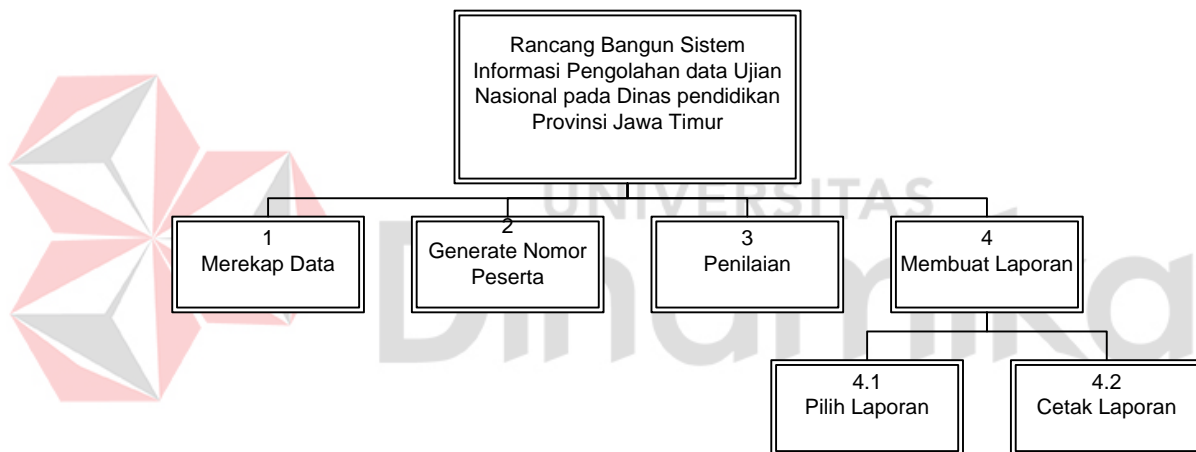 Rancang Bangun Sistem
Informasi Pengolahan data Ujian
Nasional pada Dinas pendidikan
Provinsi Jawa Timur
UNIVERSITAS
Dinamika
1
Merekap Data
2
Generate Nomor
Peserta
3
Penilaian
4
Membuat Laporan
4.1
Pilih Laporan
4.2
Cetak Laporan